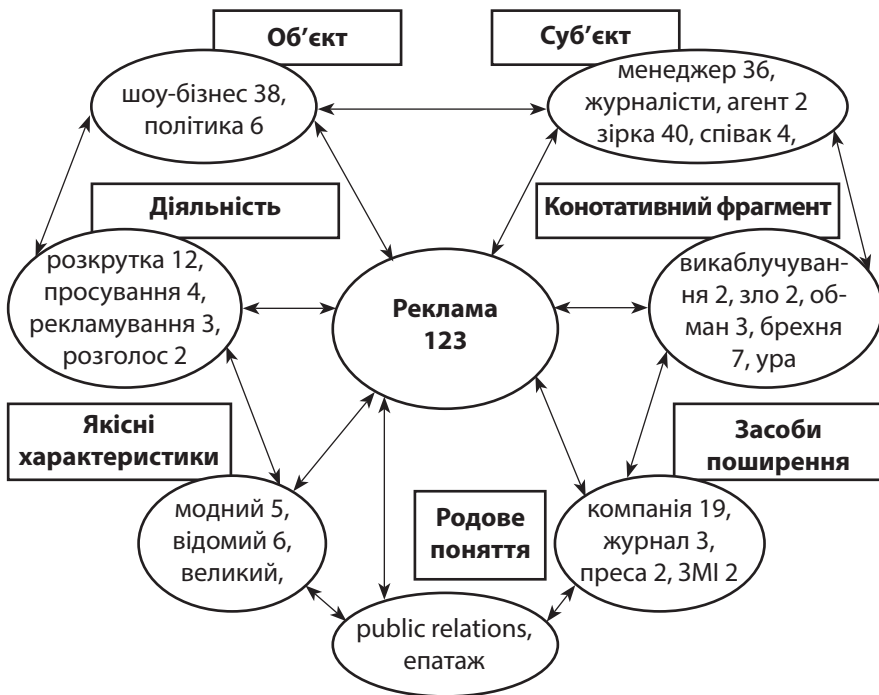 Об’єкт
шоу-бізнес 38,
політика 6
Суб’єкт
менеджер 36,
журналісти, агент 2
зірка 40, співак 4,
Діяльність
розкрутка 12,
просування 4,
рекламування 3,
розголос 2
Конотативний фрагмент
викаблучуван-
ня 2, зло 2, об-
ман 3, брехня
7, ура
Реклама
123
Якісні
характеристики
модний 5,
відомий 6,
великий,
Родове
поняття
public relations,
епатаж
Засоби
поширення
компанія 19,
журнал 3,
преса 2, ЗМІ 2